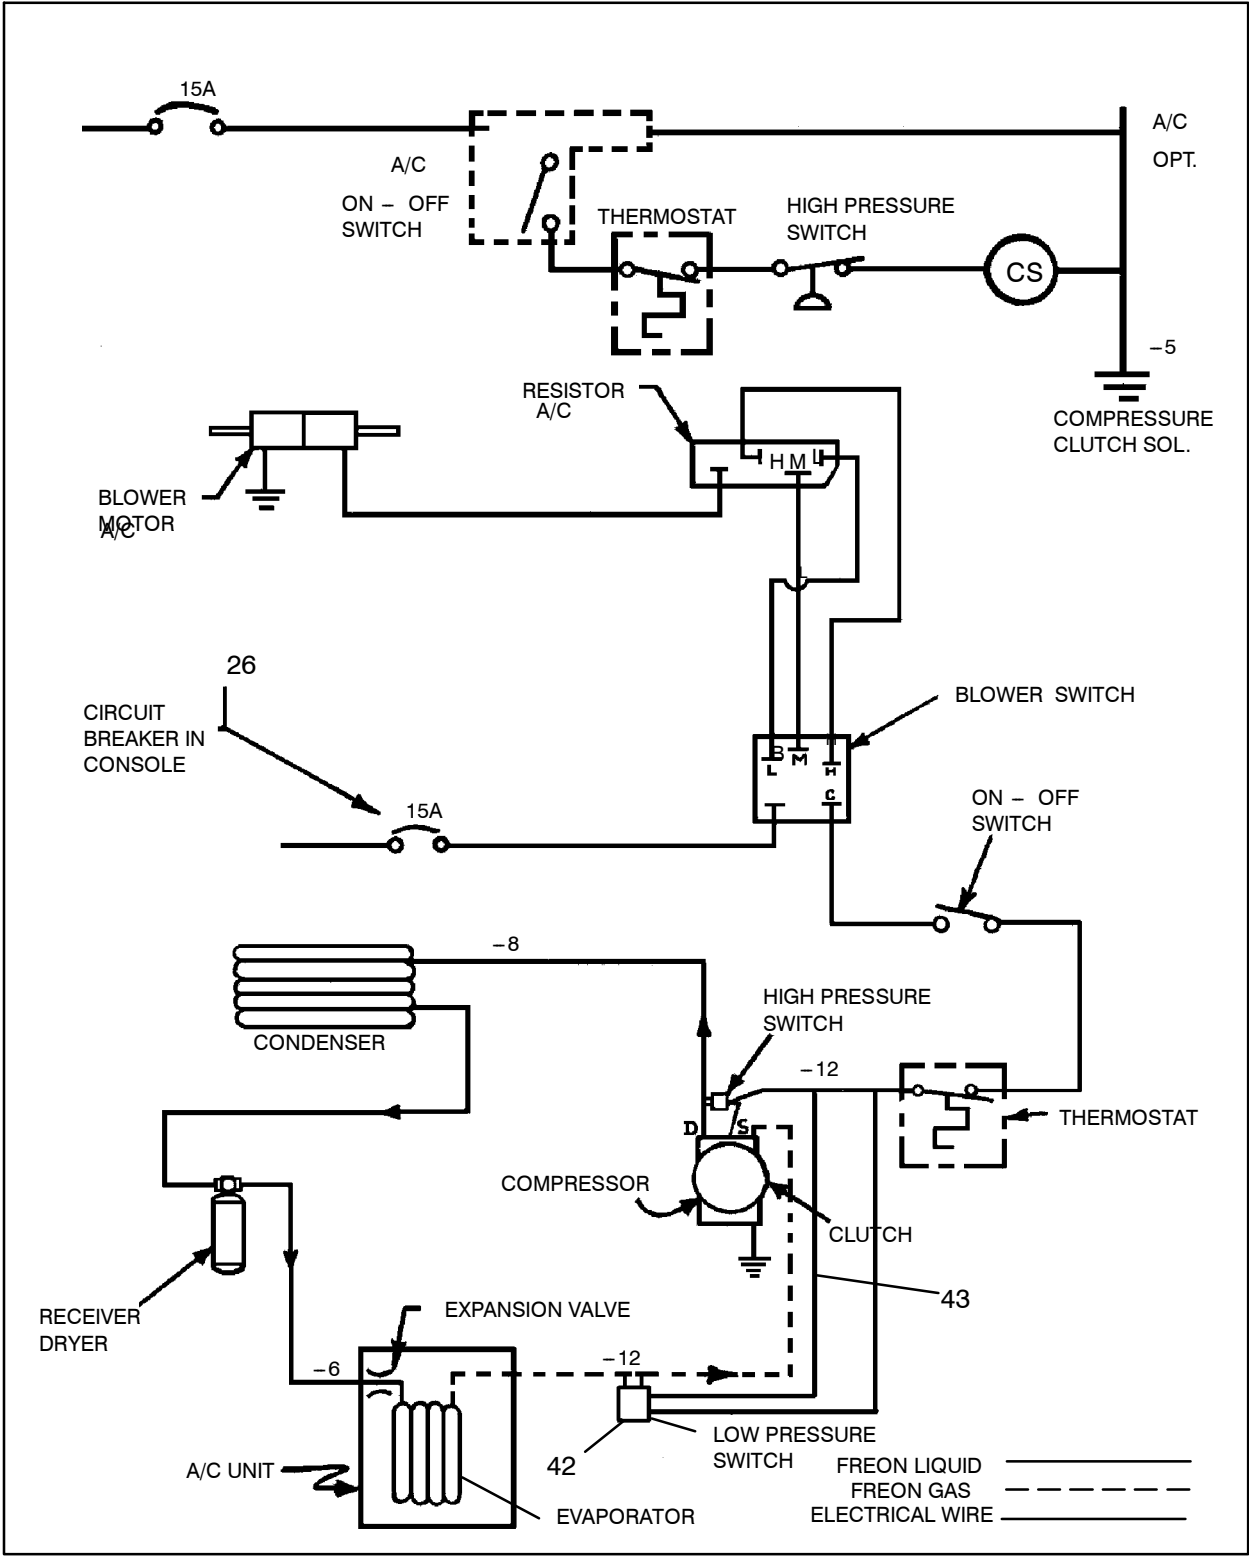 15A
A/C
OPT.
A/C
ON – OFF
SWITCH
THERMOSTAT
HIGH PRESSURE
SWITCH
CS
–5
COMPRESSURE
CLUTCH SOL.
RESISTOR
A/C
H M L
BLOWER
MOTOR
A/C
L
26
CIRCUIT
BREAKER IN
CONSOLE
BLOWER SWITCH
B
H
L M H
C
15A
ON – OFF
SWITCH
–8
CONDENSER
HIGH PRESSURE
SWITCH
–12
THERMOSTAT
D S
COMPRESSOR
CLUTCH
43
RECEIVER
DRYER
EXPANSION VALVE
–6
–12
LOW PRESSURE
SWITCH
42
A/C UNIT
EVAPORATOR
FREON LIQUID
FREON GAS
ELECTRICAL WIRE